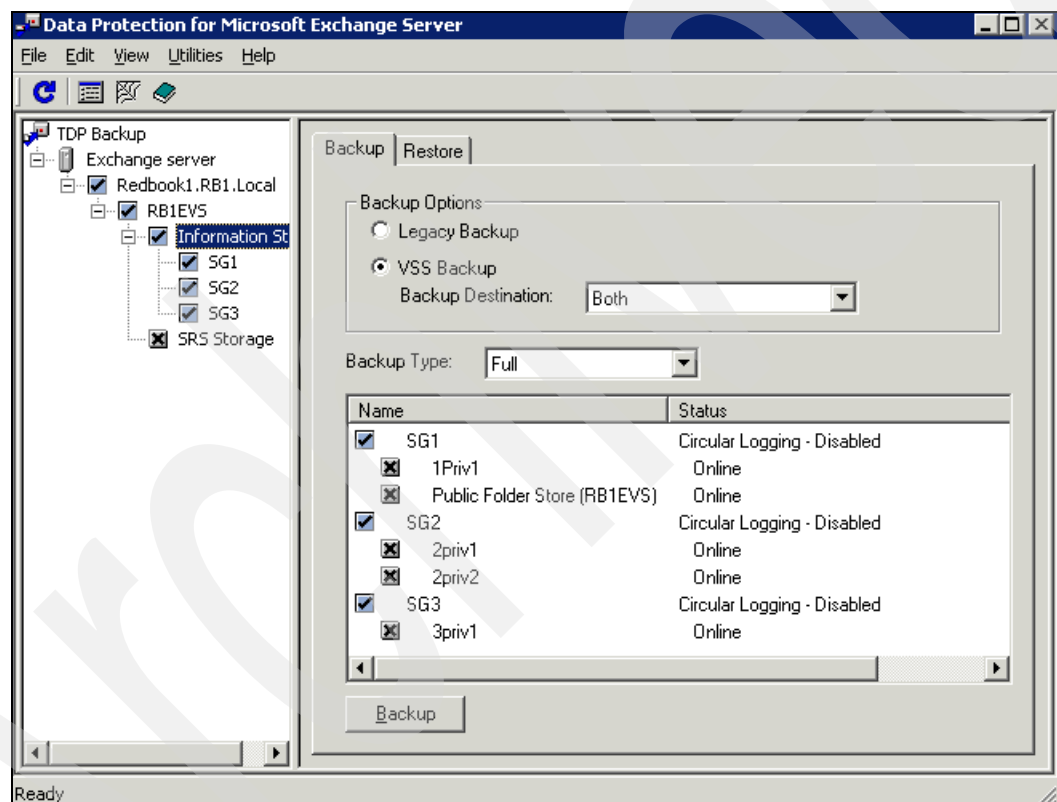 Data Protection for Microsoft Exchange Server
File Edit View Utilities Help
TDP Backup
Exchange server
Redbook1.RB1.Local
RB1EVS
Information St
SG1
SG2
SG3
SRS Storage
Backup Restore
Backup Options
Legacy Backup
VSS Backup
Backup Destination: Both
Backup Type: Full
Name Status
SG1 Circular Logging - Disabled
1Priv1 Online
Public Folder Store (RB1EVS) Online
SG2 Circular Logging - Disabled
2priv1 Online
2priv2 Online
SG3 Circular Logging - Disabled
3priv1 Online
Backup
Ready